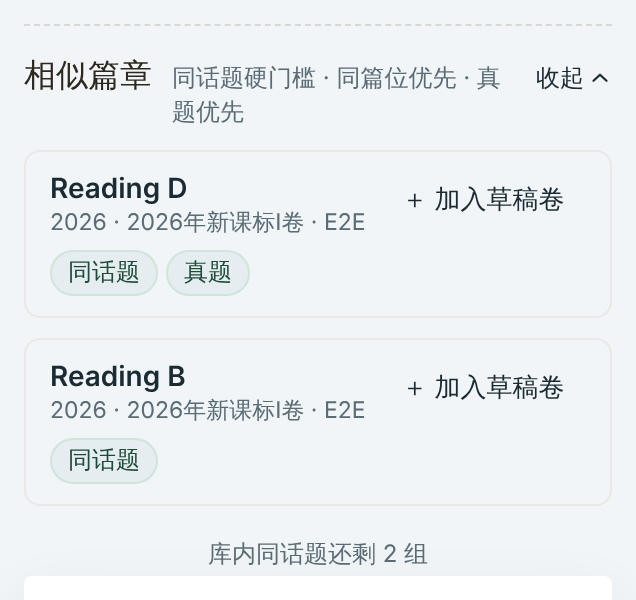 相似篇章
同话题硬门槛 · 同篇位优先 · 真
题优先
收起
Reading D
+ 加入草稿卷
2026 · 2026年新课标I卷 · E2E
同话题
真题
Reading B
+ 加入草稿卷
2026 · 2026年新课标I卷 · E2E
同话题
库内同话题还剩 2 组